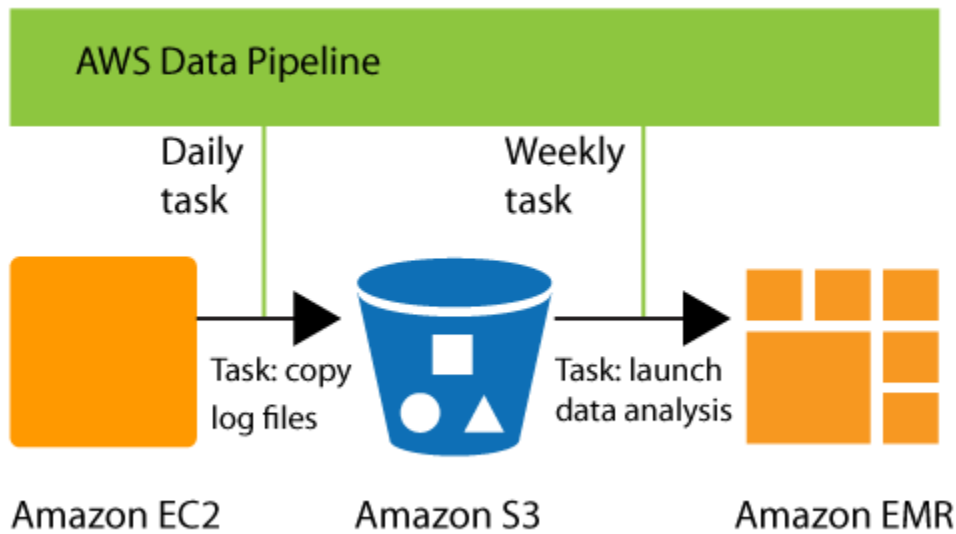 AWS Data Pipeline
Daily
task
Weekly
task
Task: copy
log files
Task: launch
data analysis
Amazon EC2
Amazon S3
Amazon EMR